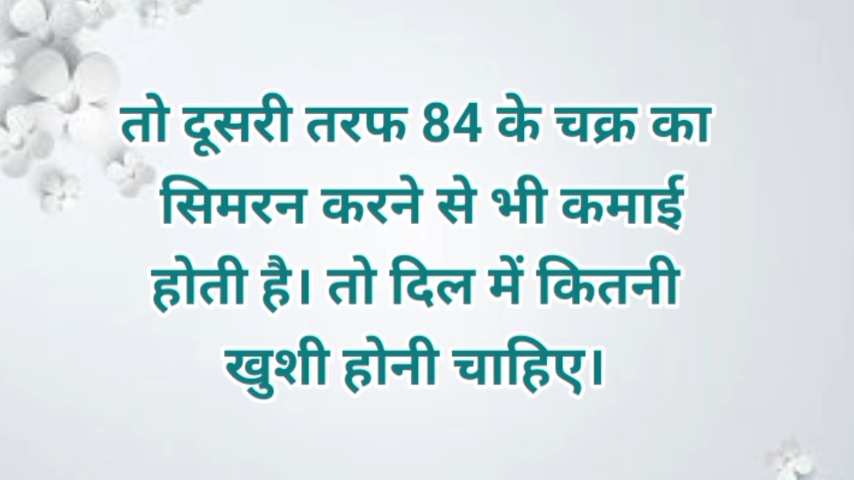 तो दूसरी तरफ 84 के चक्र का
सिमरन करने से भी कमाई
होती है। तो दिल में कितनी
खुशी होनी चाहिए।